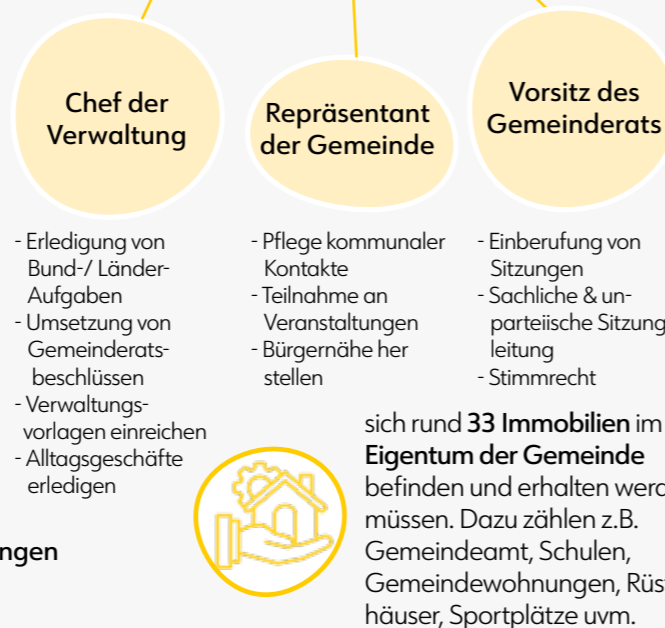 Chef der
Verwaltung
- Erledigung von
Bund-/ Länder-
Aufgaben
- Umsetzung von
Gemeinderats-
beschlüssen
- Verwaltungs-
vorlagen einreichen
- Alltagsgeschäfte
erledigen
Repräsentant
der Gemeinde
- Pflege kommunaler
Kontakte
- Teilnahme an
Veranstaltungen
- Bürgernähe her
stellen
Vorsitz des
Gemeinderats
- Einberufung von
Sitzungen
- Sachliche & un-
parteiische Sitzung
leitung
- Stimmrecht
sich rund 33 Immobilien im
Eigentum der Gemeinde
befinden und erhalten werd
müssen. Dazu zählen z.B.
Gemeindeamt, Schulen,
Gemeindewohnungen, Rüs
häuser, Sportplätze uvm.
ngen